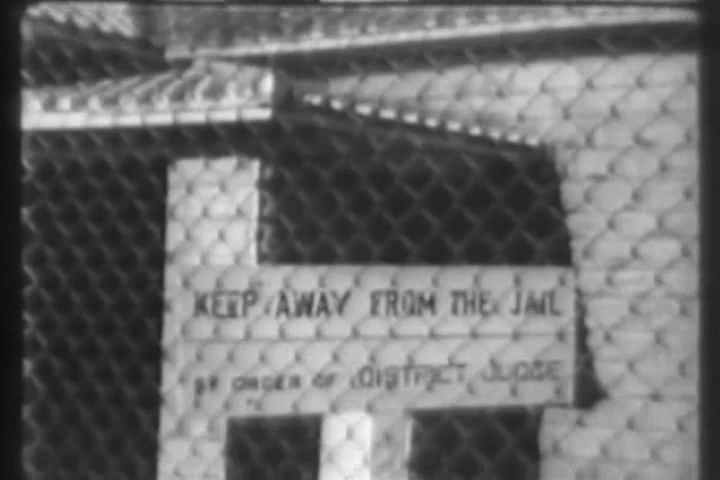 KEEP AWAY FROM THE JAIL
BY ORDER OF DISTRICT JUDGE